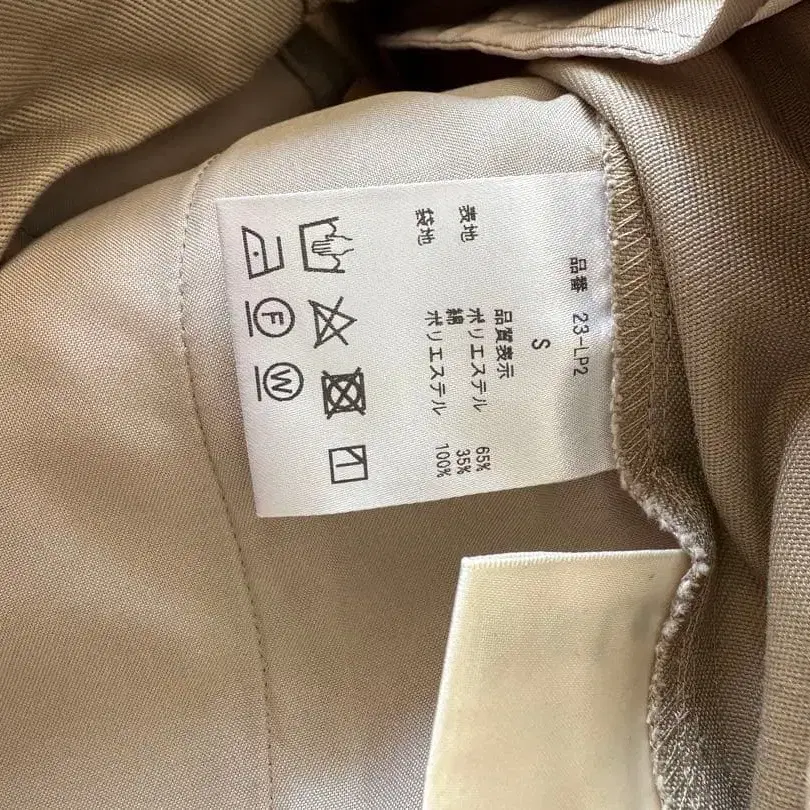 品番 23-LP2
S
品質表示
表地 ポリエステル 65%
綿 35%
袋地 ポリエステル 100%
F
W